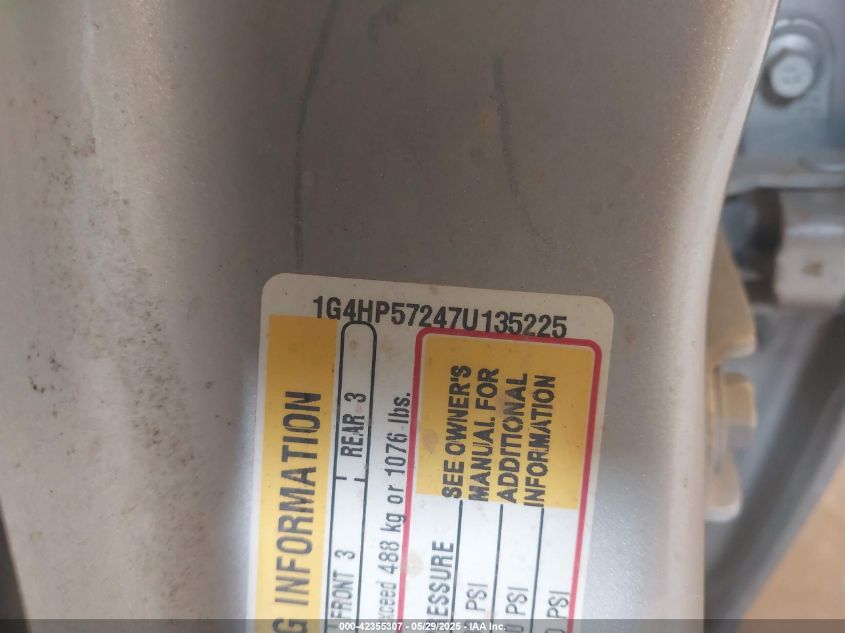 1G4HP57247U135225
G INFORMATION
FRONT 3
REAR 3
exceed 488 kg or 1076 lbs.
ESSURE
PSI
PSI
PSI
SEE OWNER'S
MANUAL FOR
ADDITIONAL
INFORMATION
000-42355307 - 05/29/2025 - IAA Inc.